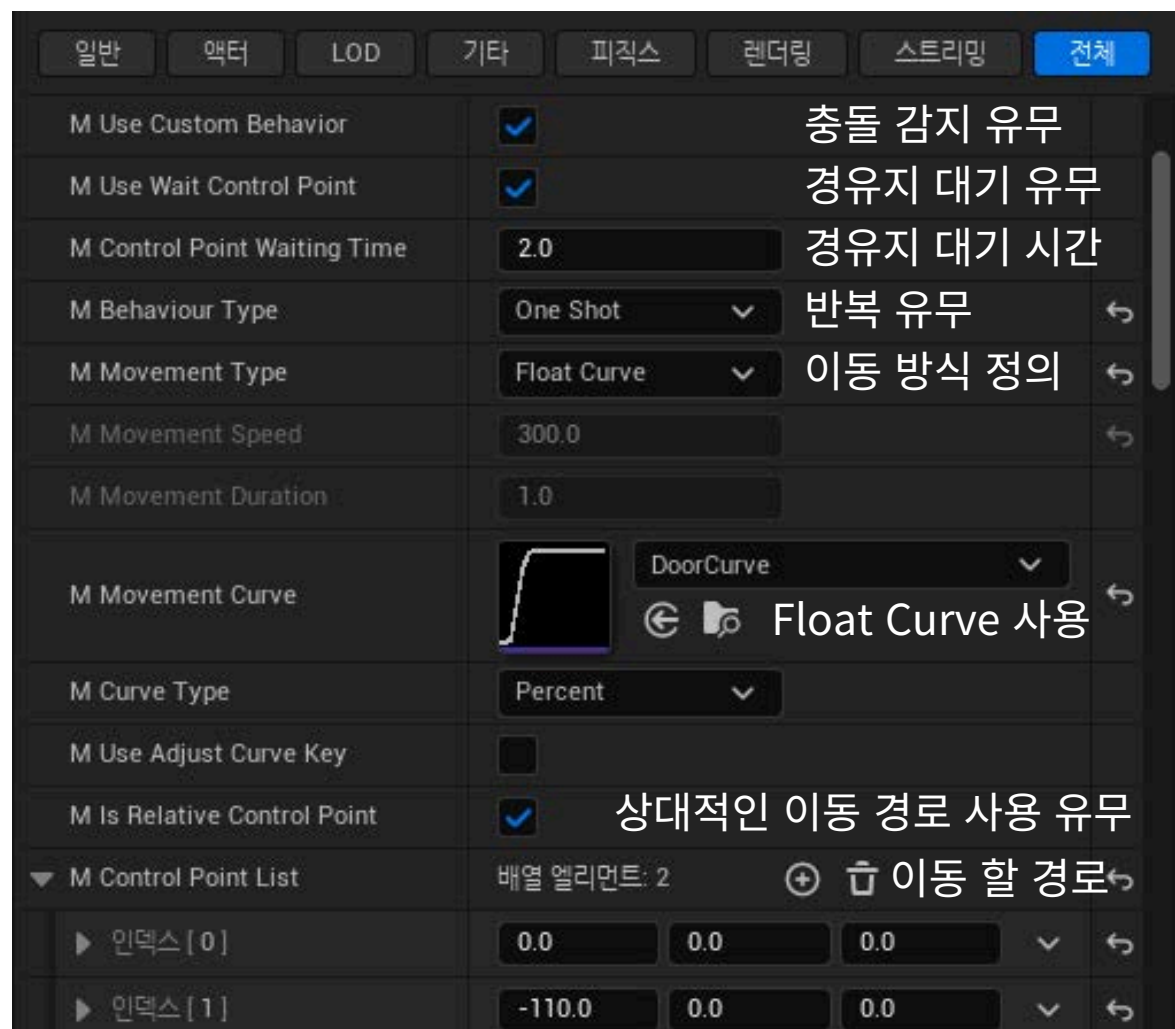 일반 액터 LOD 기타 피직스 렌더링 스트리밍 전체
M Use Custom Behavior 충돌 감지 유무
M Use Wait Control Point 경유지 대기 유무
M Control Point Waiting Time 2.0 경유지 대기 시간
M Behaviour Type One Shot 반복 유무
M Movement Type Float Curve 이동 방식 정의
M Movement Speed 300.0
M Movement Duration 1.0
DoorCurve
M Movement Curve Float Curve 사용
M Curve Type Percent
M Use Adjust Curve Key
M Is Relative Control Point 상대적인 이동 경로 사용 유무
M Control Point List 배열 엘리먼트: 2 이동 할 경로
인덱스 [ 0 ] 0.0 0.0 0.0
인덱스 [ 1 ] -110.0 0.0 0.0